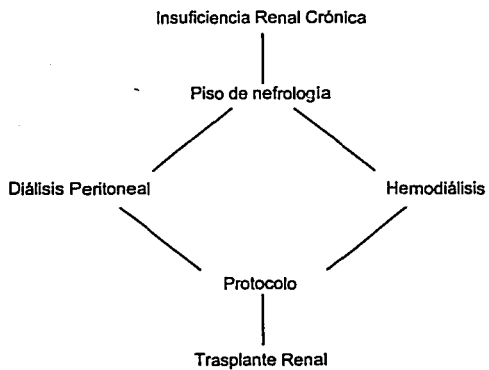 Insuficiencia Renal Crónica
Piso de nefrología
Diálisis Peritoneal
Hemodiálisis
Protocolo
Trasplante Renal